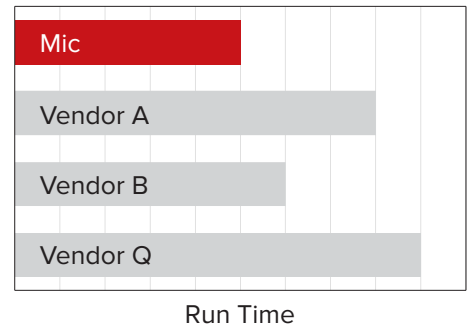 Mic
Vendor A
Vendor B
Vendor Q
Run Time